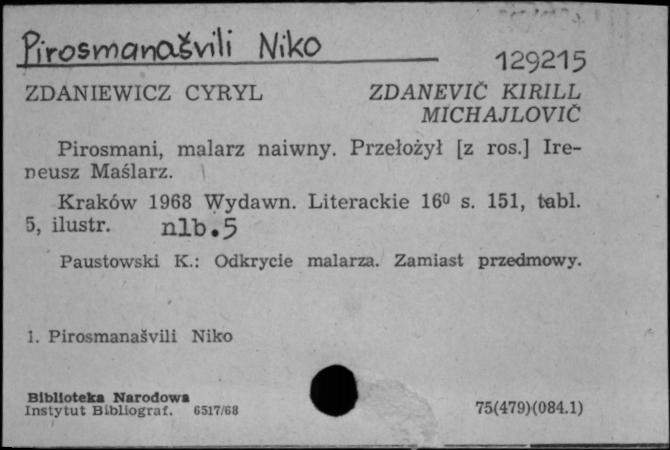 Pirosmanašvili Niko
129215
ZDANIEWICZ CYRYL ZDANEVIČ KIRILL
MICHAJLOVIČ
Pirosmani, malarz naiwny. Przełożył [z ros.] Ire-
neusz Maślarz.
Kraków 1968 Wydawn. Literackie 16⁰ s. 151, tabl.
5, ilustr. nlb.5
Paustowski K.: Odkrycie malarza. Zamiast przedmowy.
1. Pirosmanašvili Niko
Biblioteka Narodowa
Instytut Bibliograf. 6517/68
75(479)(084.1)